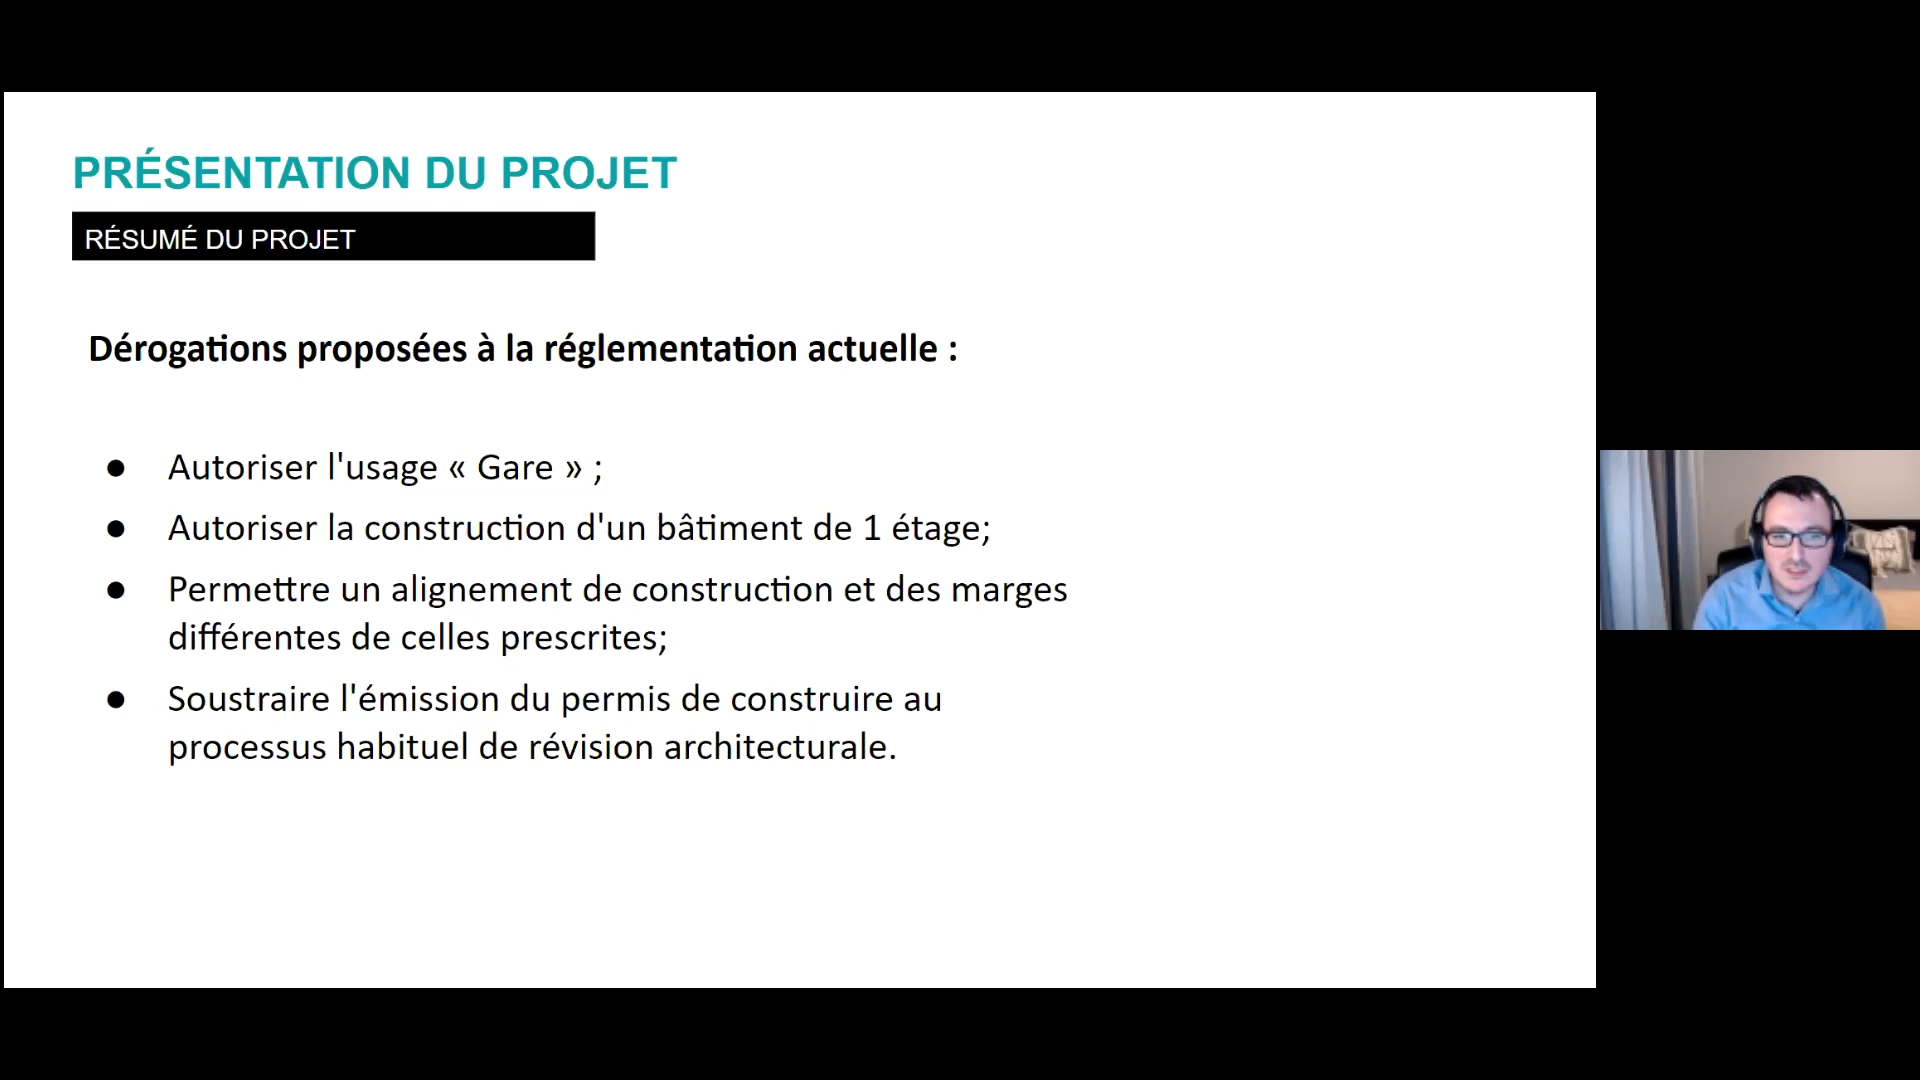 PRÉSENTATION DU PROJET
RÉSUMÉ DU PROJET
Dérogations proposées à la réglementation actuelle :
● Autoriser l'usage « Gare » ;
● Autoriser la construction d'un bâtiment de 1 étage;
● Permettre un alignement de construction et des marges
différentes de celles prescrites;
● Soustraire l'émission du permis de construire au
processus habituel de révision architecturale.